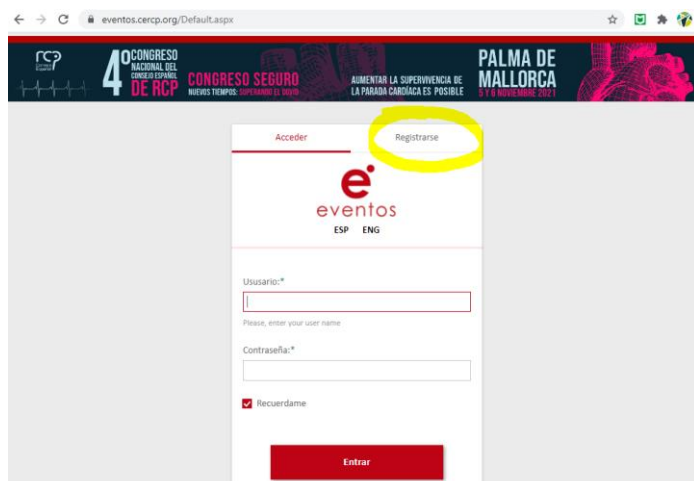 eventos.cercp.org/Default.aspx
rcp
4º CONGRESO
NACIONAL DEL
CONSEJO ESPAÑOL
DE RCP
CONGRESO SEGURO
NUEVOS TIEMPOS: SUPERANDO EL COVID
AUMENTAR LA SUPERVIVENCIA DE
LA PARADA CARDÍACA ES POSIBLE
PALMA DE
MALLORCA
5 Y 6 NOVIEMBRE 2021
Acceder
Registrarse
e
eventos
ESP ENG
Ususario:*
Please, enter your user name
Contraseña:*
Recuerdame
Entrar